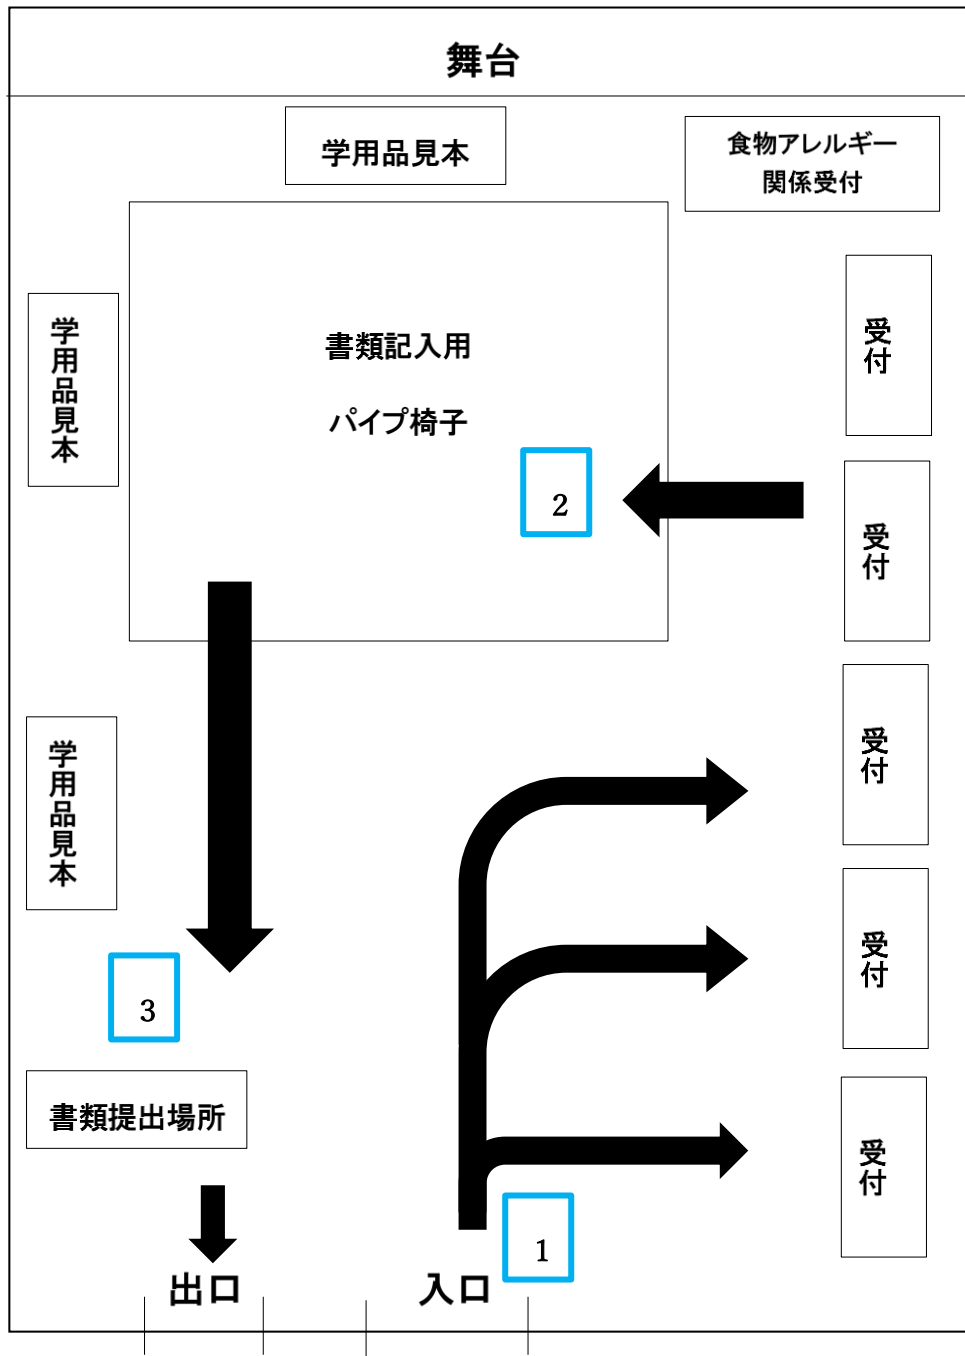 舞台
学用品見本
食物アレルギー
関係受付
学用品見本
書類記入用
パイプ椅子
受付
2
受付
学用品見本
受付
受付
3
書類提出場所
受付
1
出口
入口